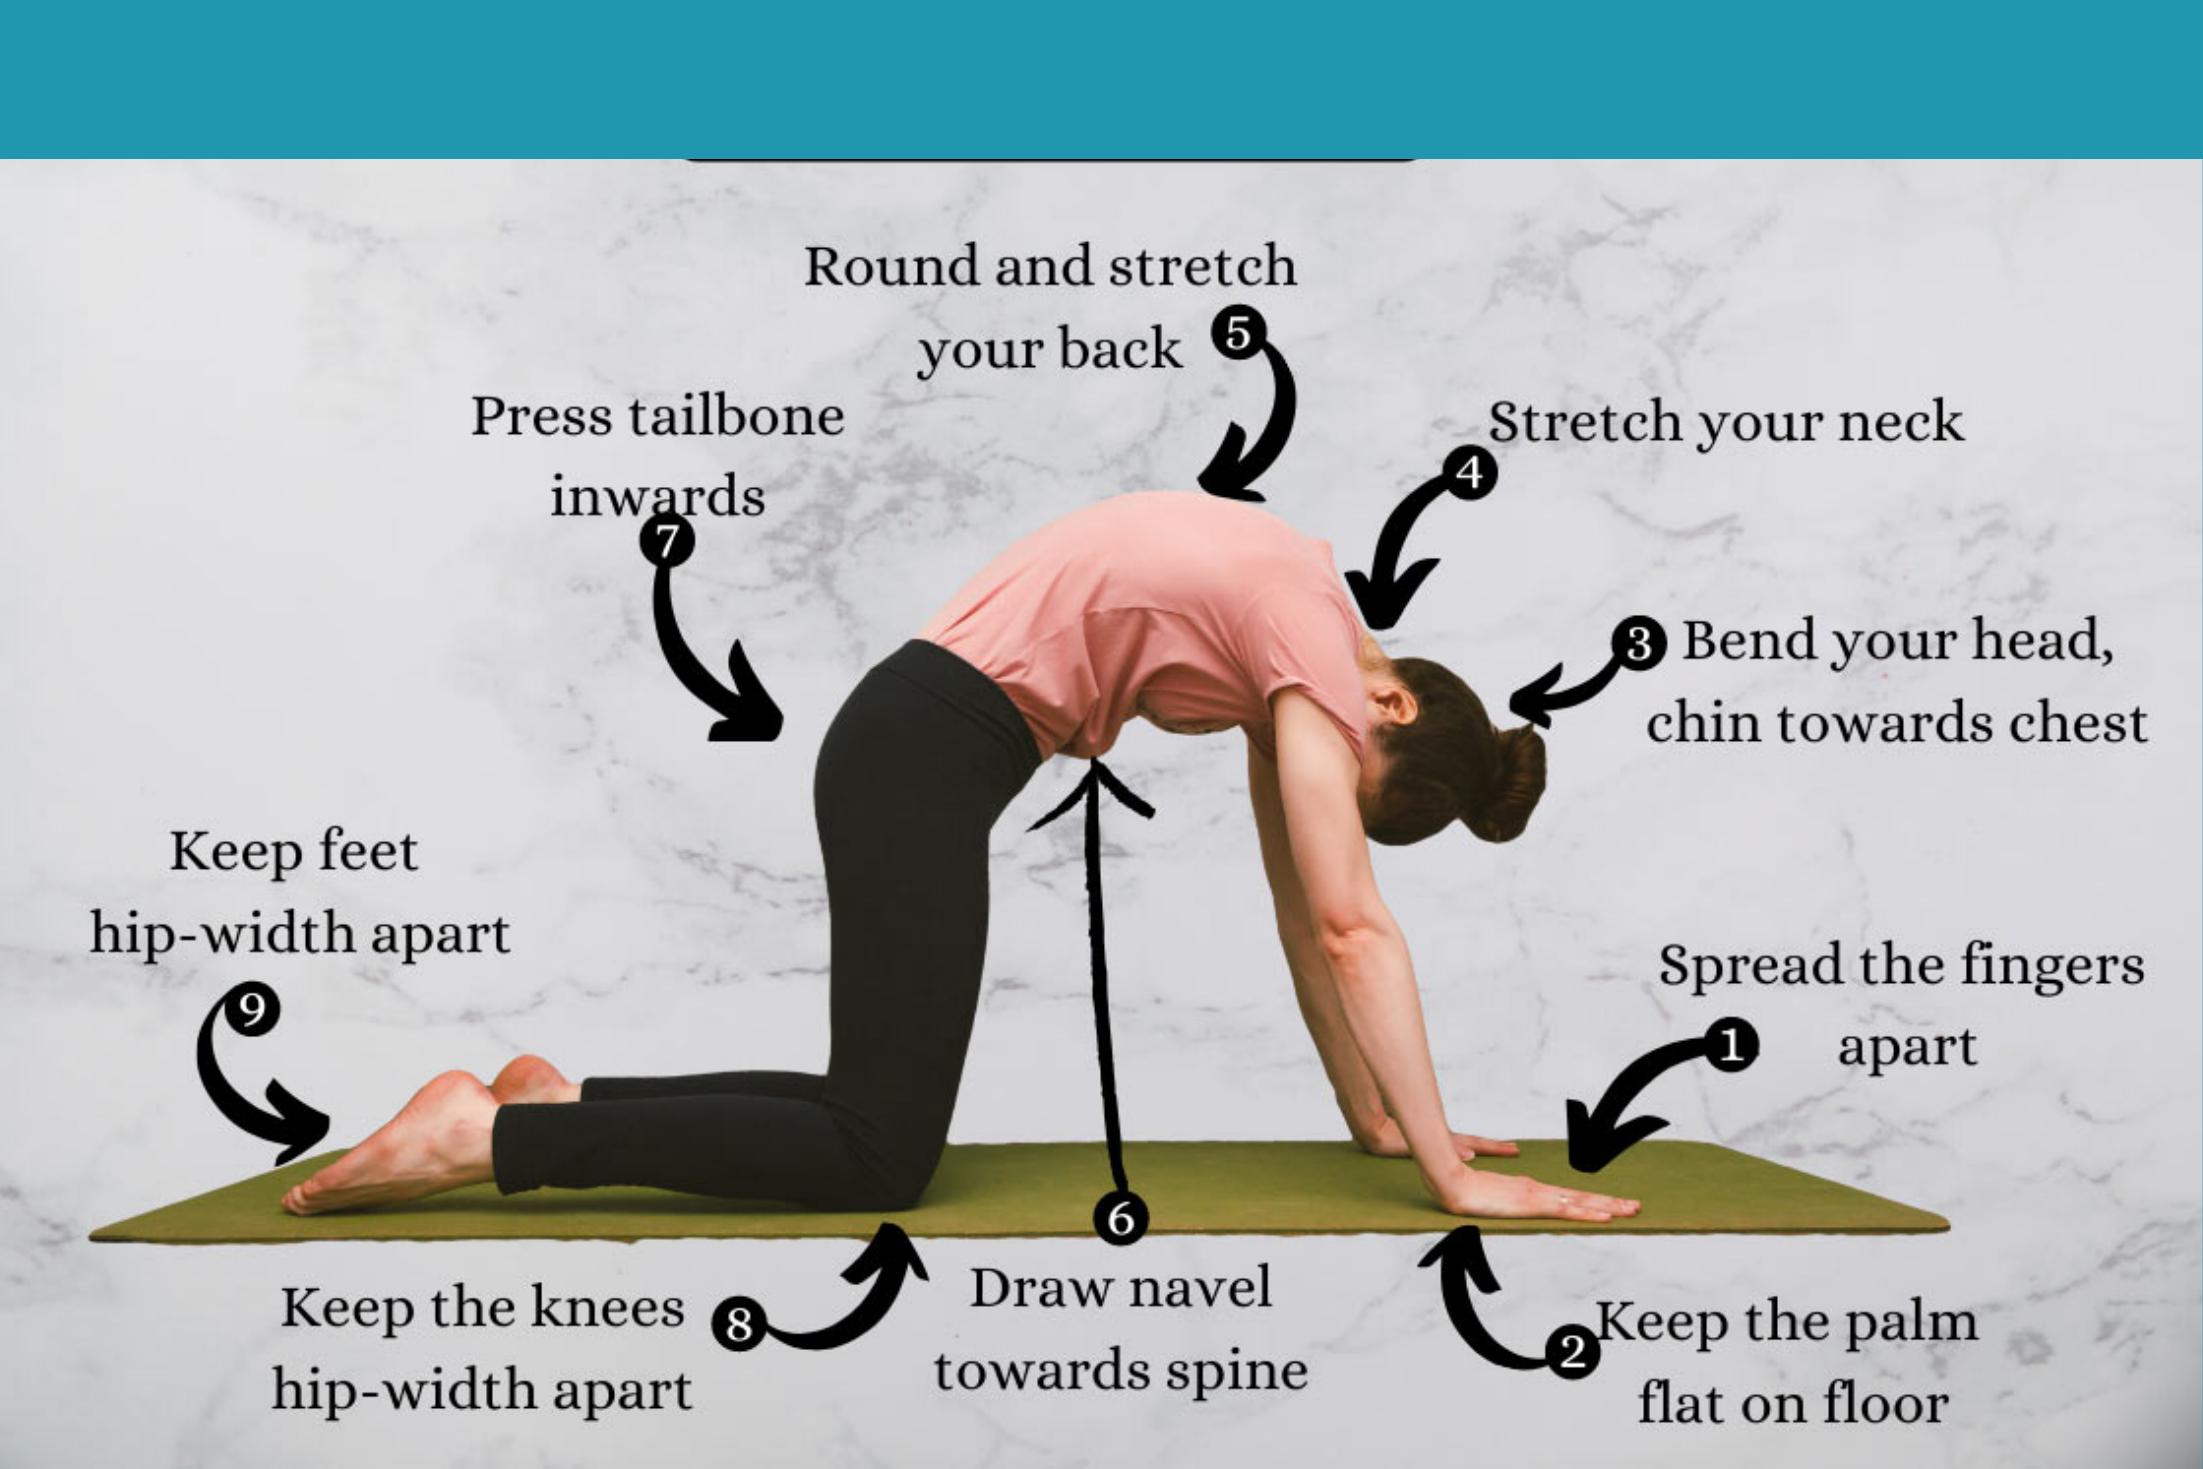 Round and stretch
your back
5
Press tailbone
inwards
7
Stretch your neck
4
3 Bend your head,
chin towards chest
Keep feet
hip-width apart
9
Spread the fingers
1 apart
6
Draw navel
towards spine
Keep the knees
hip-width apart
8
2 Keep the palm
flat on floor